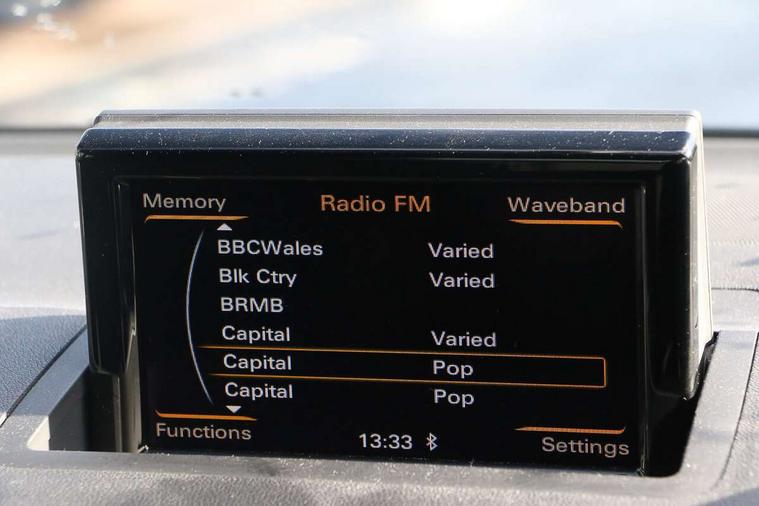 Memory Radio FM Waveband
BBCWales Varied
Blk Ctry Varied
BRMB
Capital Varied
Capital Pop
Capital Pop
Functions 13:33 Settings